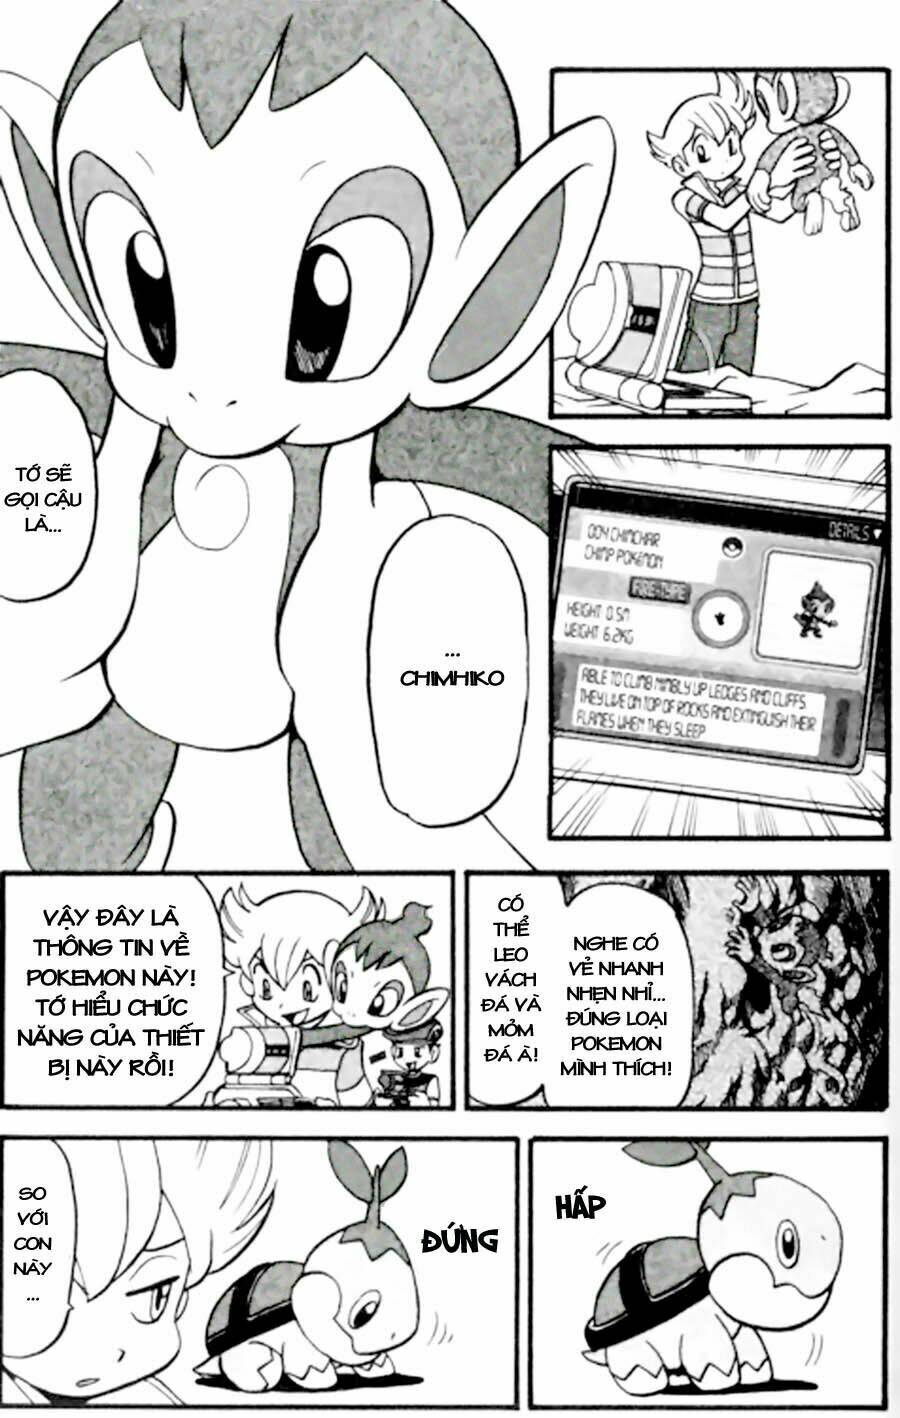 004 CHIMCHAR
CHIMP POKEMON
DETAILS ▼
FIRE-TYPE
HEIGHT 0.5M
WEIGHT 6.2KG
ABLE TO CLIMB NIMBLY UP LEDGES AND CLIFFS.
THEY LIVE ON TOP OF ROCKS AND EXTINGUISH THEIR
FLAMES WHEN THEY SLEEP
TỚ SẼ
GỌI CẬU
LÀ...
...
CHIMHIKO
NGHE CÓ
VẺ NHANH
NHẸN NHỈ...
ĐÚNG LOẠI
POKEMON
MÌNH THÍCH!
CÓ
THỂ
LEO
VÁCH
ĐÁ VÀ
MỎM
ĐÁ À!
VẬY ĐÂY LÀ
THÔNG TIN VỀ
POKEMON NÀY!
TỚ HIỂU CHỨC
NĂNG CỦA THIẾT
BỊ NÀY RỒI!
HẤP
ĐỨNG
SO
VỚI
CON
NÀY
...